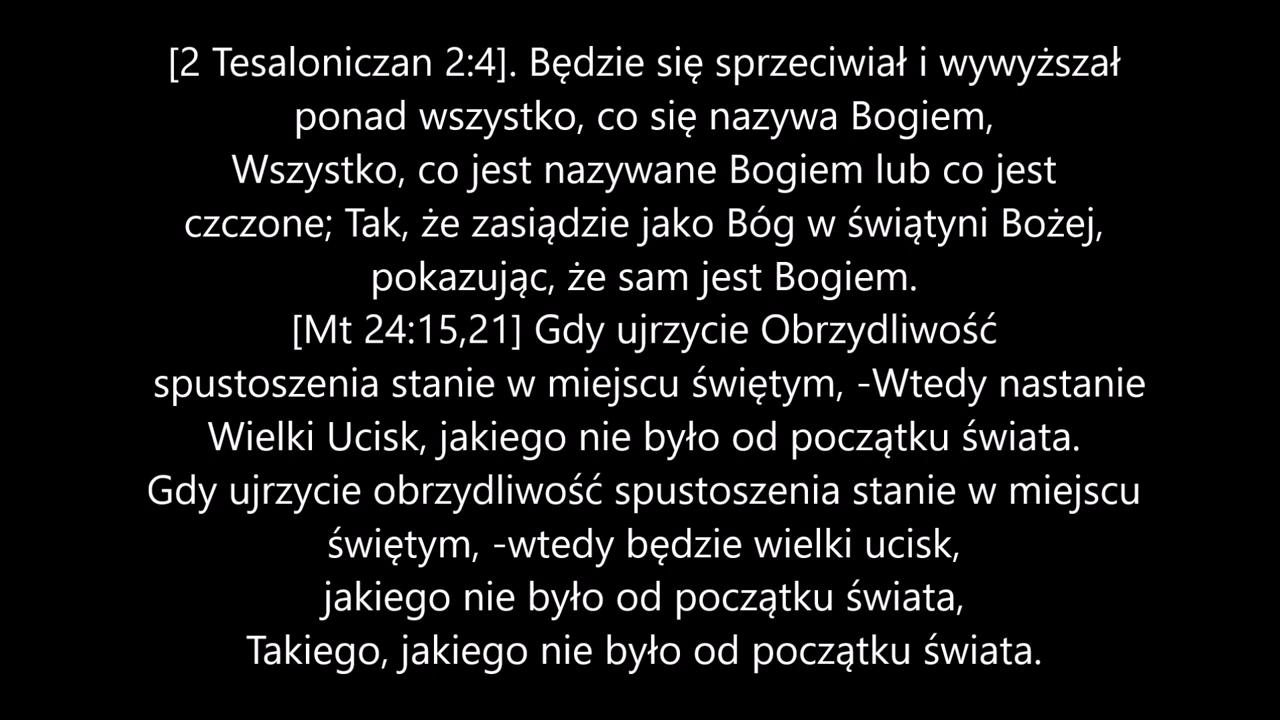 [2 Tesaloniczan 2:4]. Będzie się sprzeciwiał i wywyższał
ponad wszystko, co się nazywa Bogiem,
Wszystko, co jest nazywane Bogiem lub co jest
czczone; Tak, że zasiądzie jako Bóg w świątyni Bożej,
pokazując, że sam jest Bogiem.
[Mt 24:15,21] Gdy ujrzycie Obrzydliwość
spustoszenia stanie w miejscu świętym, -Wtedy nastanie
Wielki Ucisk, jakiego nie było od początku świata.
Gdy ujrzycie obrzydliwość spustoszenia stanie w miejscu
świętym, -wtedy będzie wielki ucisk,
jakiego nie było od początku świata,
Takiego, jakiego nie było od początku świata.